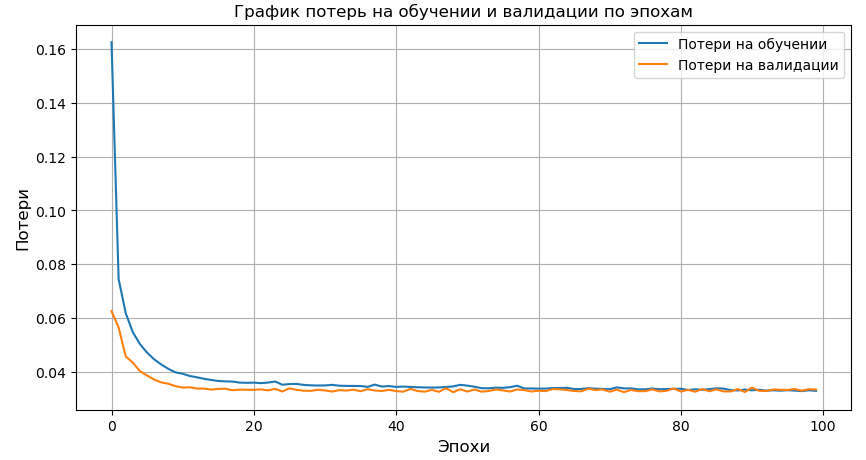 График потерь на обучении и валидации по эпохам
Потери на обучении
Потери на валидации
Потери
0.16
0.14
0.12
0.10
0.08
0.06
0.04
0 20 40 60 80 100
Эпохи